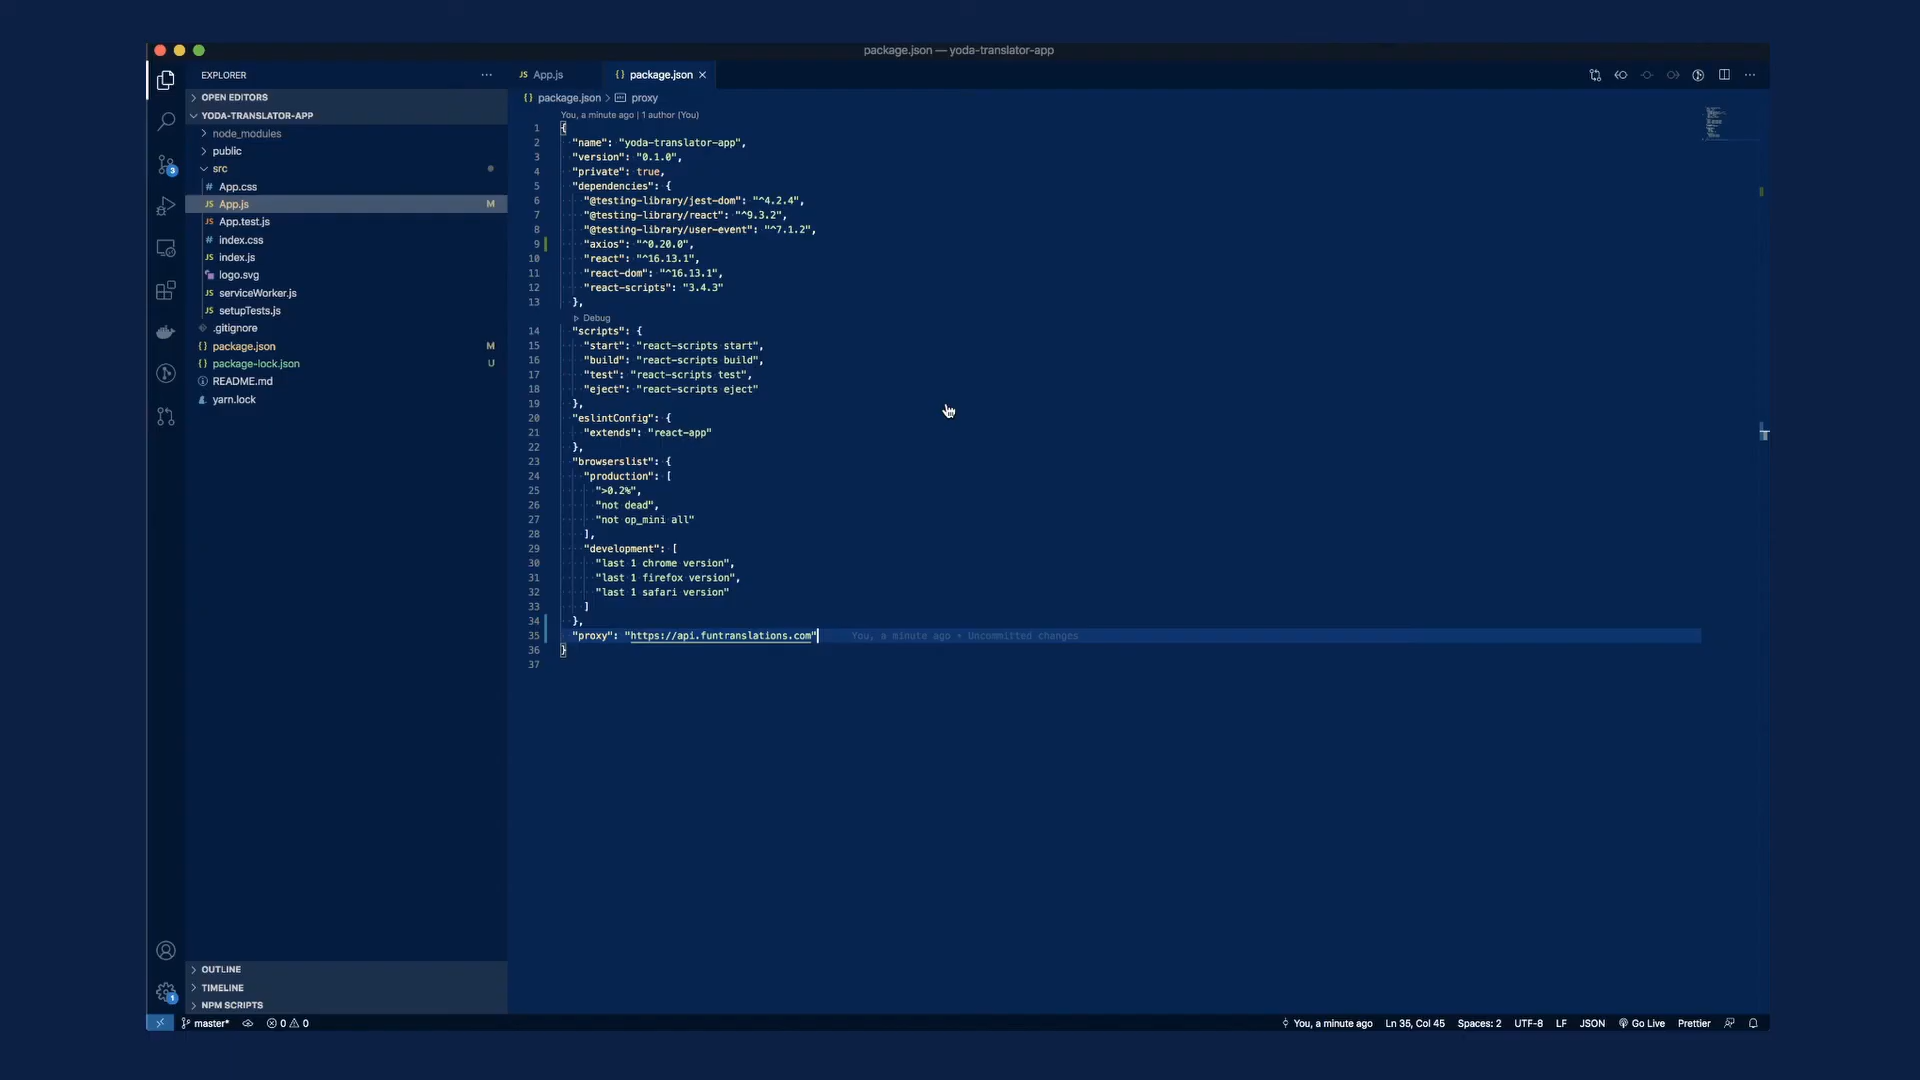 package.json — yoda-translator-app
EXPLORER
OPEN EDITORS
YODA-TRANSLATOR-APP
node_modules
public
src
# App.css
JS App.js M
JS App.test.js
# index.css
JS index.js
logo.svg
JS serviceWorker.js
JS setupTests.js
.gitignore
{} package.json M
{} package-lock.json U
README.md
yarn.lock
OUTLINE
TIMELINE
NPM SCRIPTS
3
1
JS App.js
{} package.json ×
{} package.json > proxy
You, a minute ago | 1 author (You)
1 {
2 "name": "yoda-translator-app",
3 "version": "0.1.0",
4 "private": true,
5 "dependencies": {
6 "@testing-library/jest-dom": "^4.2.4",
7 "@testing-library/react": "^9.3.2",
8 "@testing-library/user-event": "^7.1.2",
9 "axios": "^0.20.0",
10 "react": "^16.13.1",
11 "react-dom": "^16.13.1",
12 "react-scripts": "3.4.3"
13 },
Debug
14 "scripts": {
15 "start": "react-scripts start",
16 "build": "react-scripts build",
17 "test": "react-scripts test",
18 "eject": "react-scripts eject"
19 },
20 "eslintConfig": {
21 "extends": "react-app"
22 },
23 "browserslist": {
24 "production": [
25 ">0.2%",
26 "not dead",
27 "not op_mini all"
28 ],
29 "development": [
30 "last 1 chrome version",
31 "last 1 firefox version",
32 "last 1 safari version"
33 ]
34 },
35 "proxy": "https://api.funtranslations.com" You, a minute ago • Uncommitted changes
36 }
37
master* 0 0 You, a minute ago Ln 35, Col 45 Spaces: 2 UTF-8 LF JSON Go Live Prettier